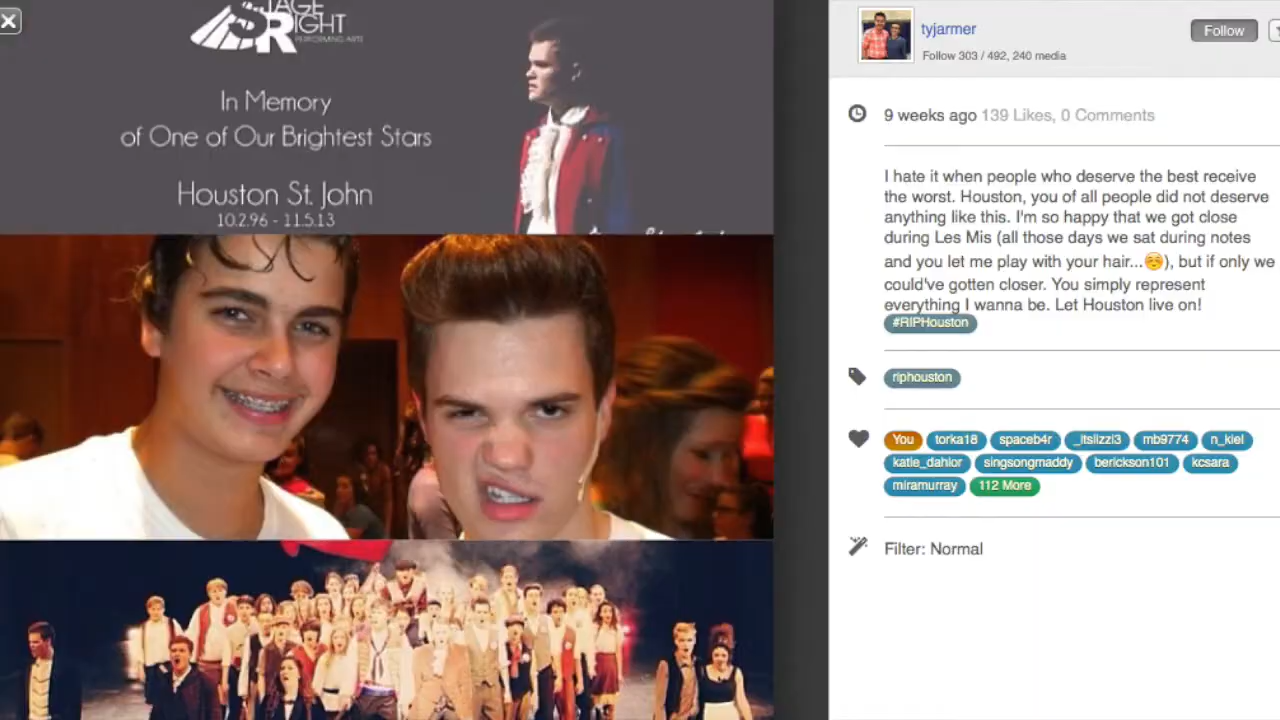 STAGE
RIGHT
PERFORMING ARTS
In Memory
of One of Our Brightest Stars
Houston St. John
10.2.96 - 11.5.13
tyjarmer
Follow
Follow 303 / 492, 240 media
9 weeks ago 139 Likes, 0 Comments
I hate it when people who deserve the best receive
the worst. Houston, you of all people did not deserve
anything like this. I'm so happy that we got close
during Les Mis (all those days we sat during notes
and you let me play with your hair...☺️), but if only we
could've gotten closer. You simply represent
everything I wanna be. Let Houston live on!
#RIPHouston
riphouston
You torka18 spaceb4r _itslizzi3 mb9774 n_kiel
katie_dahlor singsongmaddy berickson101 kcsara
miramurray 112 More
Filter: Normal